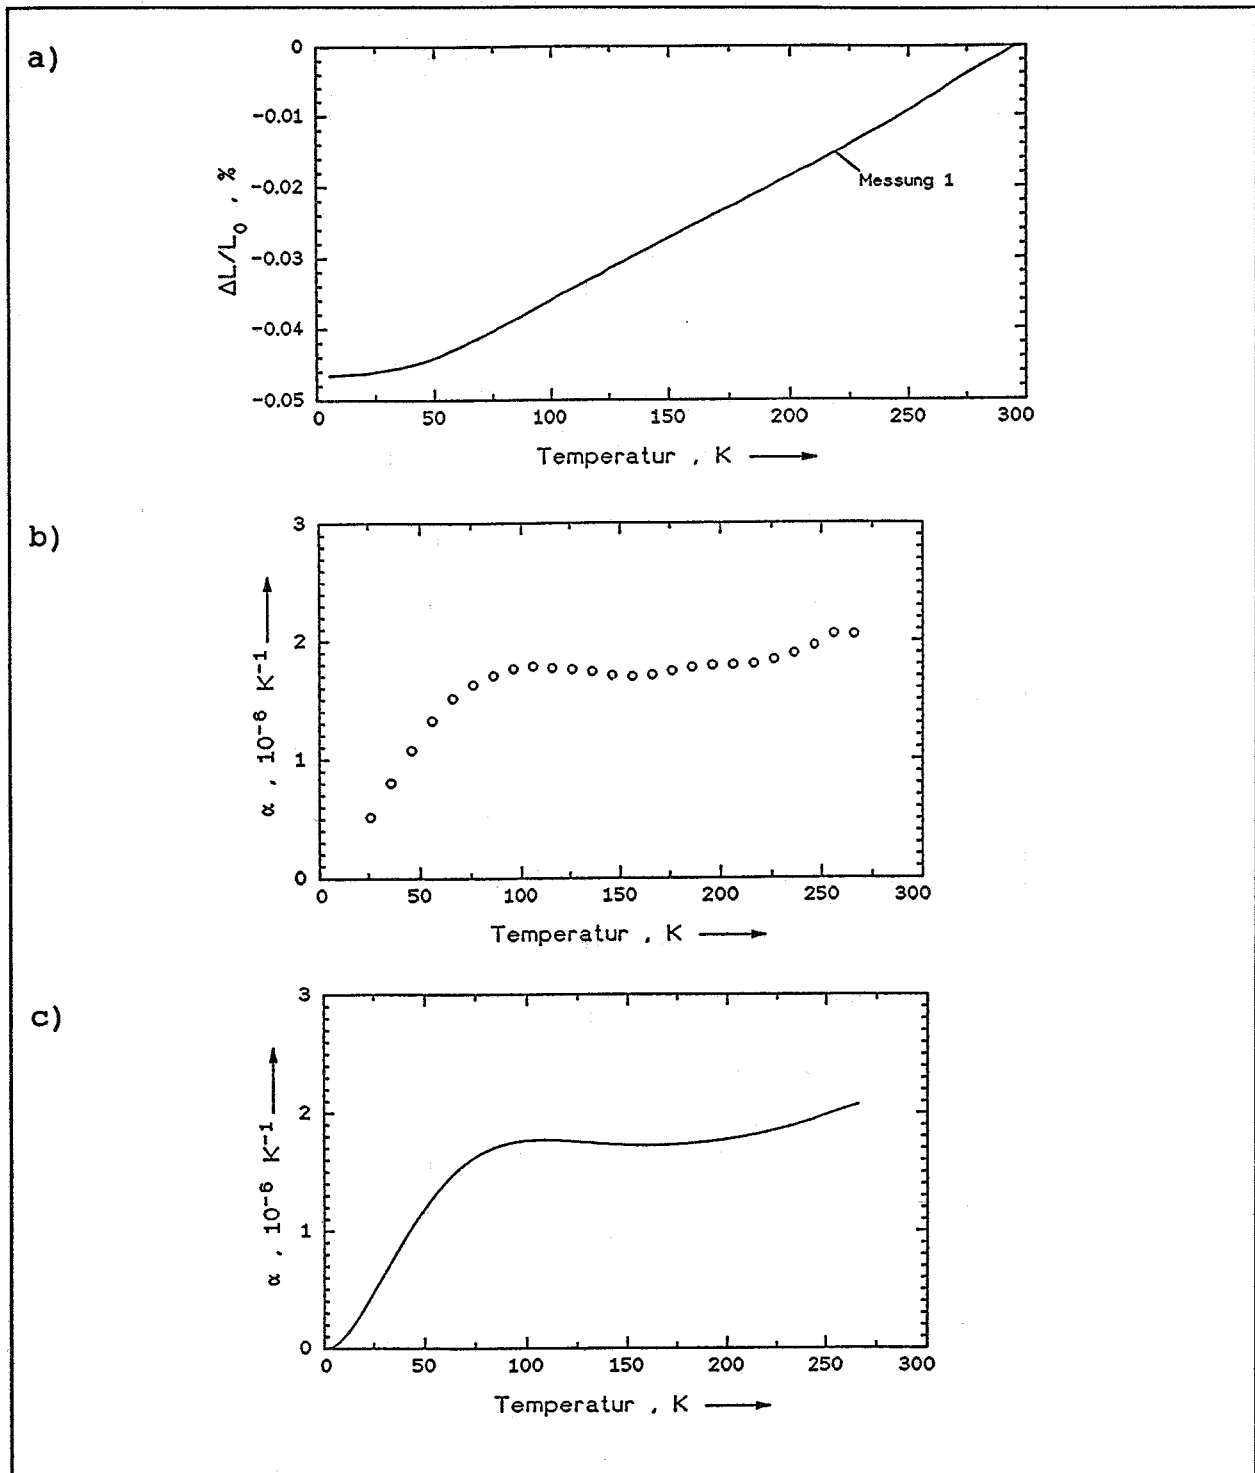 a)
0
-0.01
-0.02
-0.03
-0.04
-0.05
ΔL/L₀ , %
Messung 1
0 50 100 150 200 250 300
Temperatur , K
b)
3
2
1
0
α , 10⁻⁶ K⁻¹
0 50 100 150 200 250 300
Temperatur , K
c)
3
2
1
0
α , 10⁻⁶ K⁻¹
0 50 100 150 200 250 300
Temperatur , K